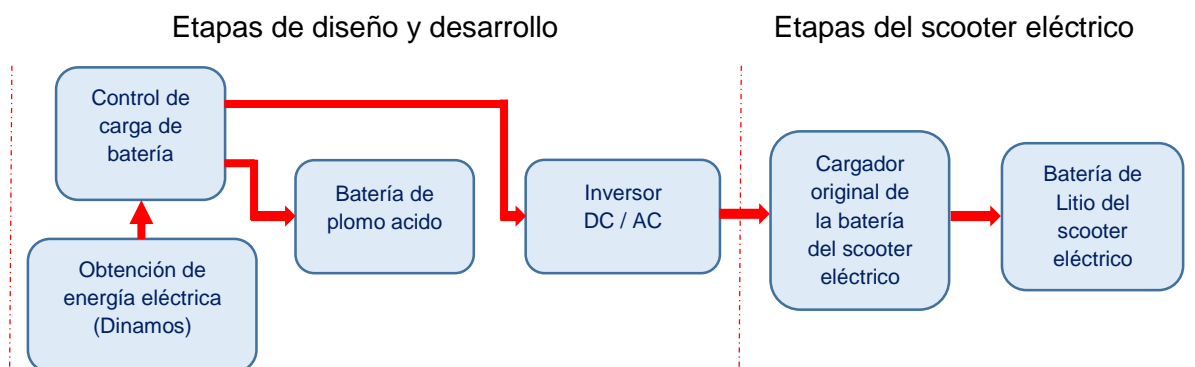 Etapas de diseño y desarrollo
Etapas del scooter eléctrico
Control de
carga de
batería
Batería de
plomo acido
Inversor
DC / AC
Cargador
original de
la batería
del scooter
eléctrico
Batería de
Litio del
scooter
eléctrico
Obtención de
energía eléctrica
(Dinamos)